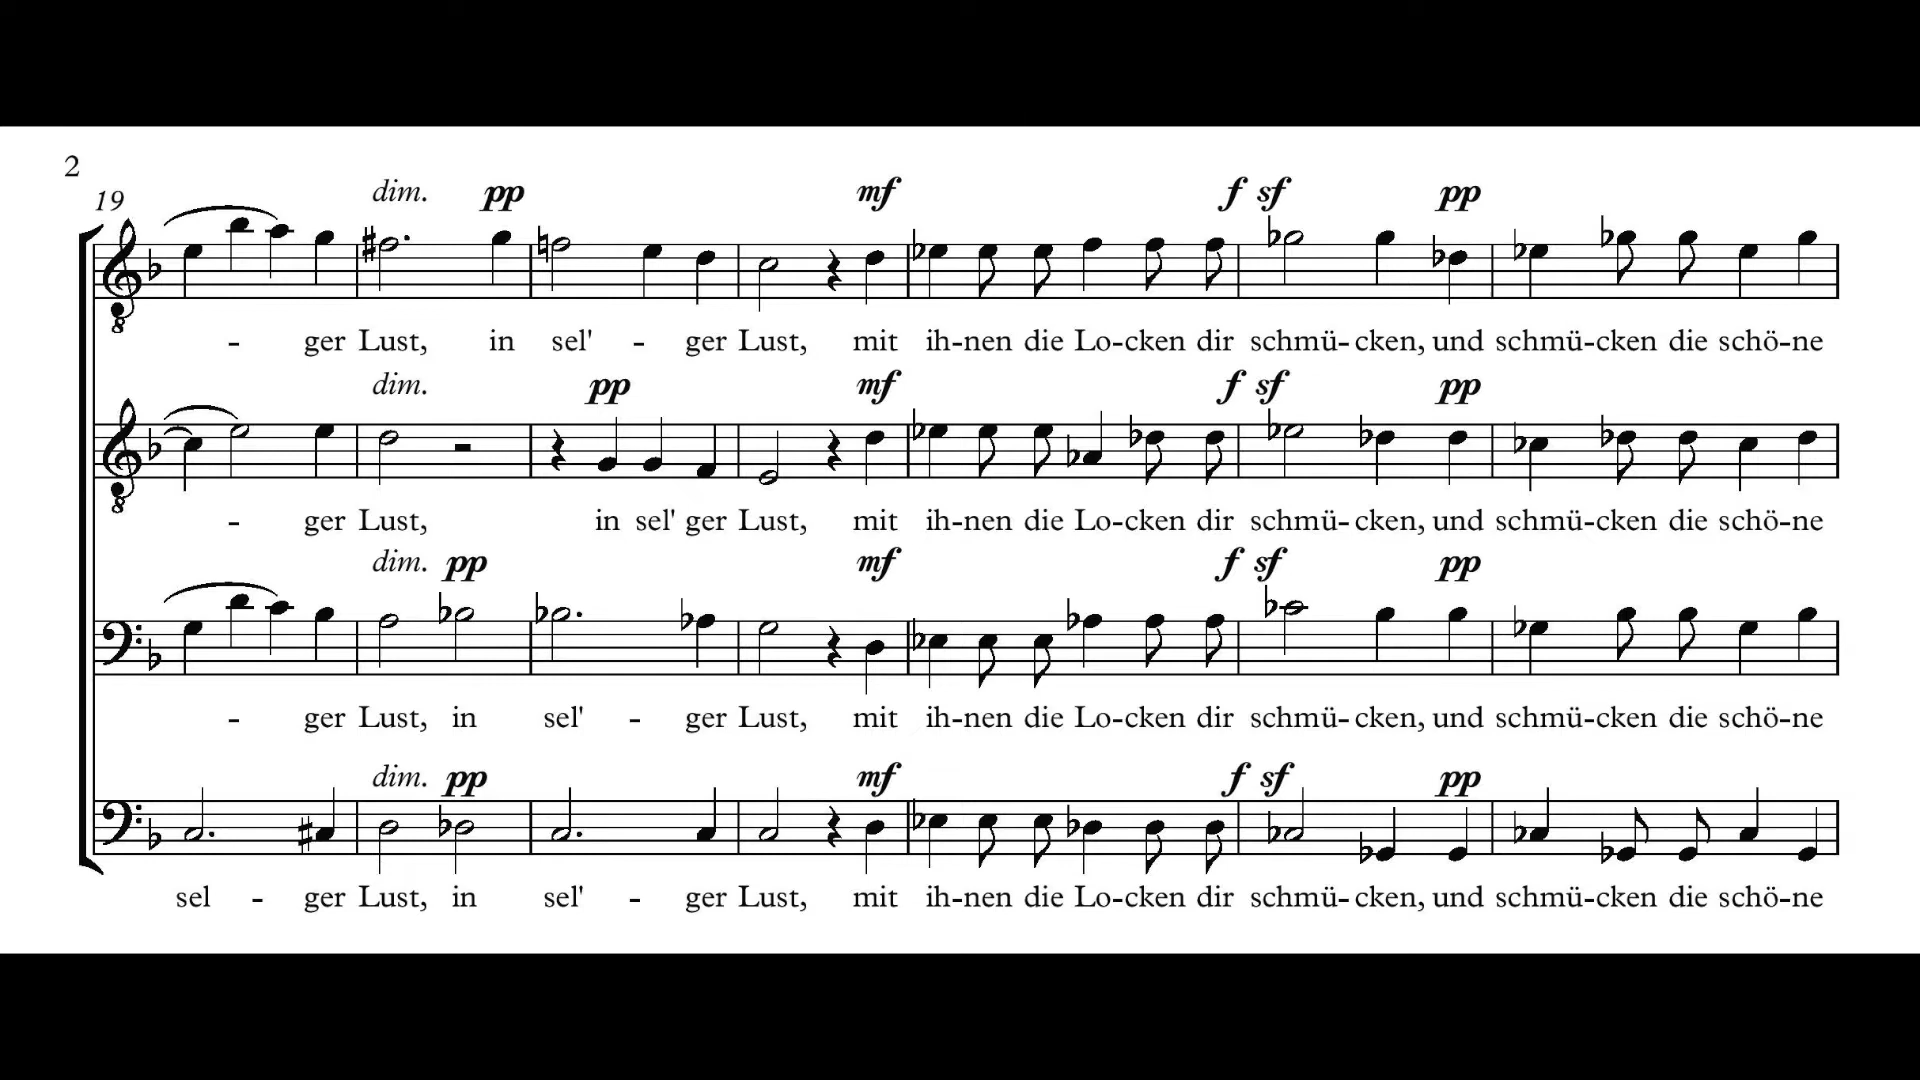 2
19
dim. pp mf f sf pp
- ger Lust, in sel' - ger Lust, mit ih-nen die Lo-cken dir schmü-cken, und schmü-cken die schö-ne
dim. pp mf f sf pp
- ger Lust, in sel' ger Lust, mit ih-nen die Lo-cken dir schmü-cken, und schmü-cken die schö-ne
dim. pp mf f sf pp
- ger Lust, in sel' - ger Lust, mit ih-nen die Lo-cken dir schmü-cken, und schmü-cken die schö-ne
dim. pp mf f sf pp
sel - ger Lust, in sel' - ger Lust, mit ih-nen die Lo-cken dir schmü-cken, und schmü-cken die schö-ne